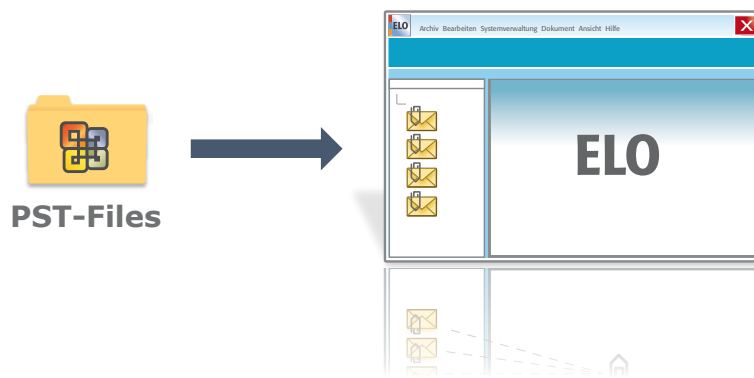 ELO
Archiv Bearbeiten Systemverwaltung Dokument Ansicht Hilfe
ELO
PST-Files